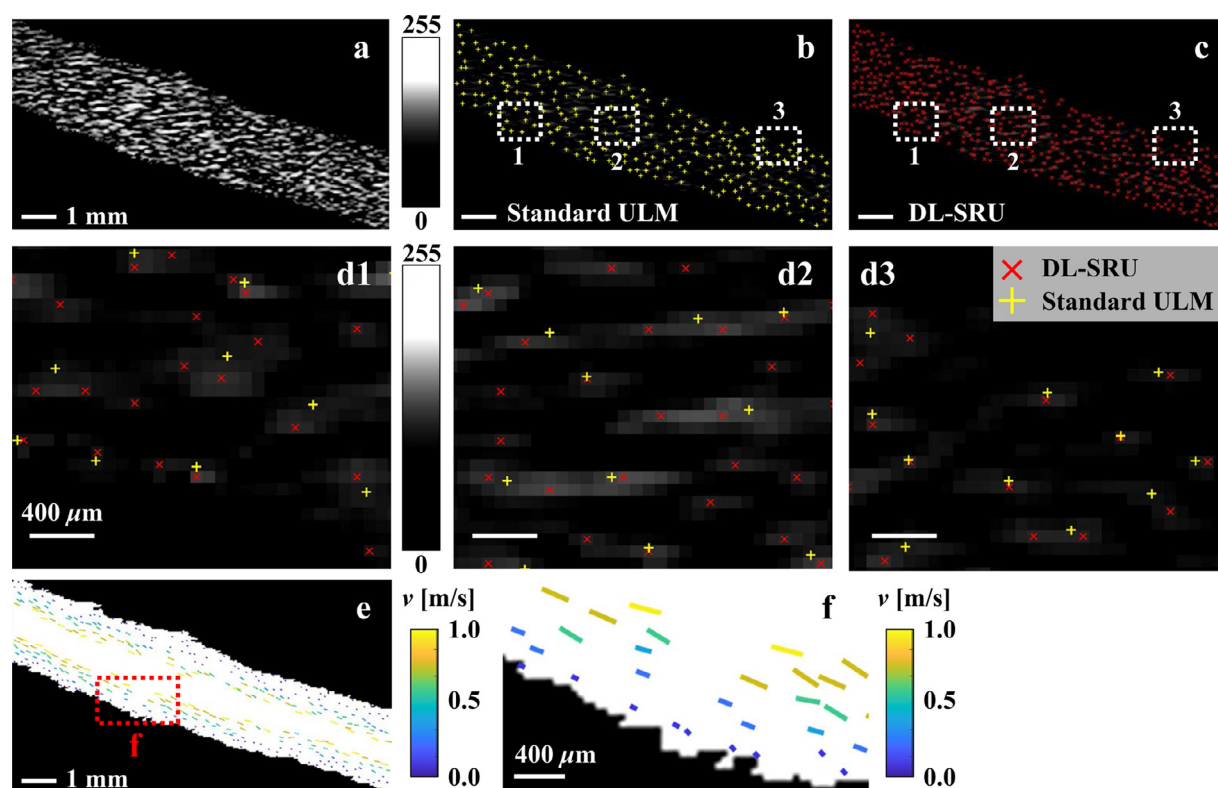 a
1 mm
255
0
b
1
2
3
Standard ULM
c
1
2
3
DL-SRU
d1
400 μm
255
0
d2
d3
DL-SRU
Standard ULM
e
f
1 mm
v [m/s]
1.0
0.5
0.0
f
400 μm
v [m/s]
1.0
0.5
0.0